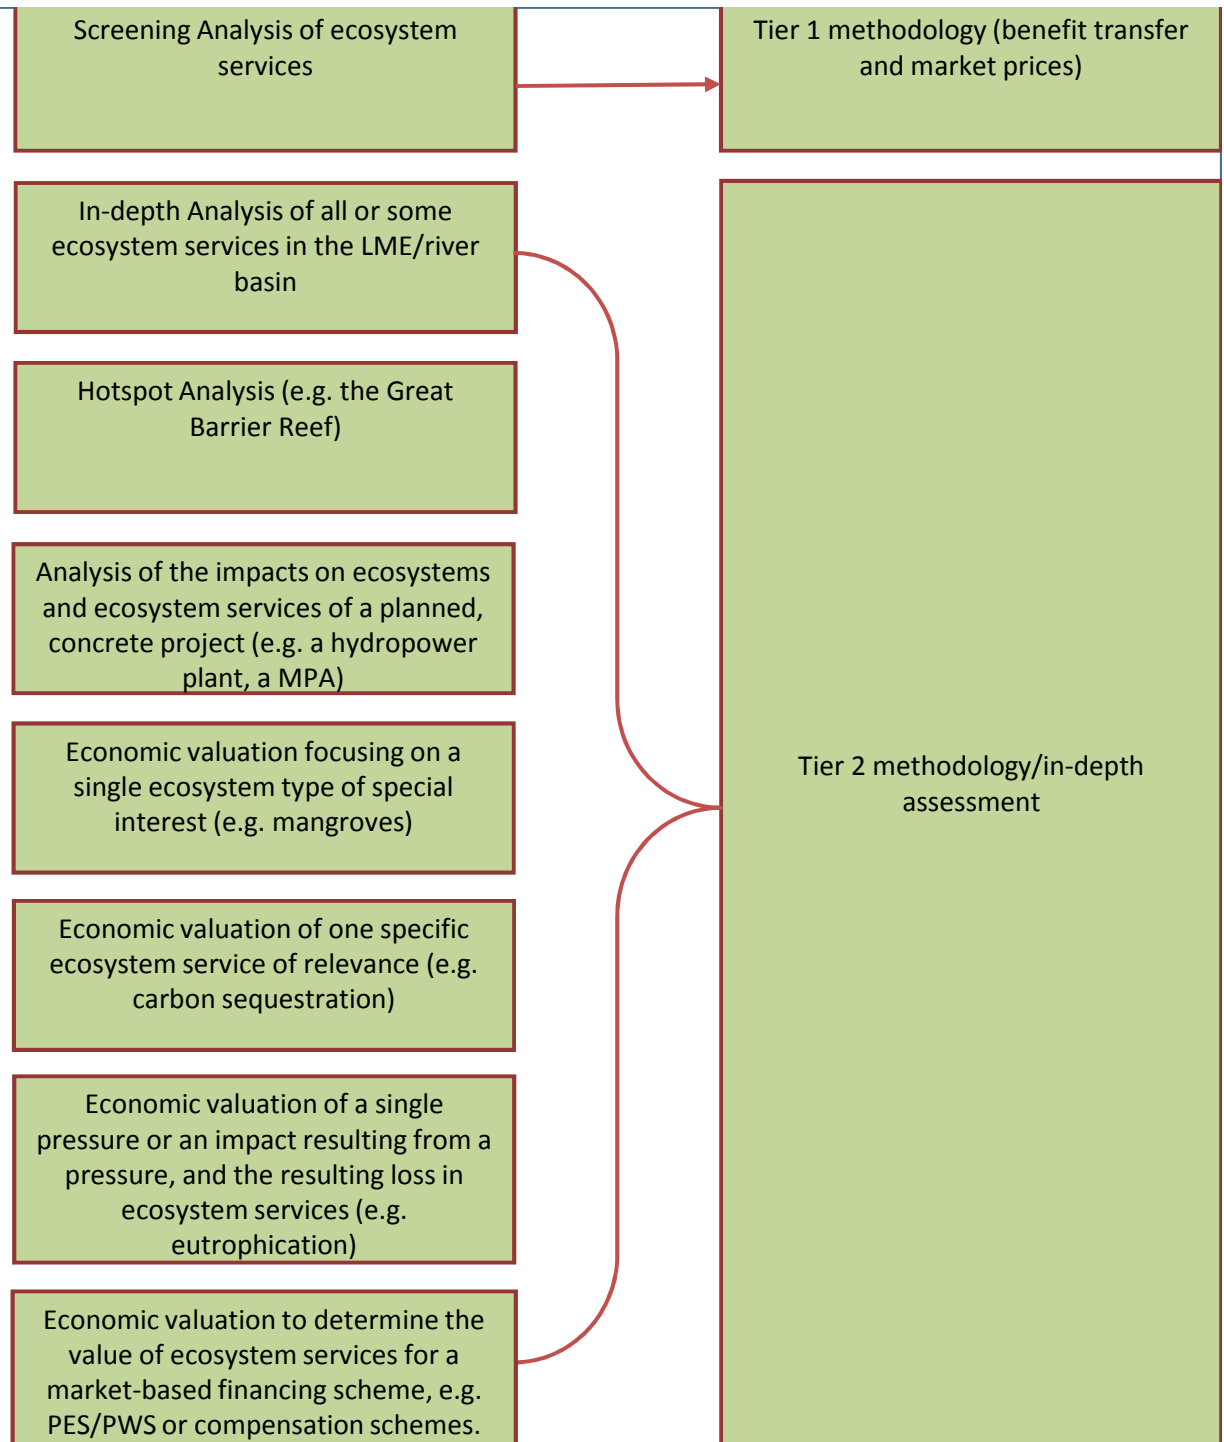 Screening Analysis of ecosystem
services
Tier 1 methodology (benefit transfer
and market prices)
In-depth Analysis of all or some
ecosystem services in the LME/river
basin
Hotspot Analysis (e.g. the Great
Barrier Reef)
Analysis of the impacts on ecosystems
and ecosystem services of a planned,
concrete project (e.g. a hydropower
plant, a MPA)
Economic valuation focusing on a
single ecosystem type of special
interest (e.g. mangroves)
Economic valuation of one specific
ecosystem service of relevance (e.g.
carbon sequestration)
Economic valuation of a single
pressure or an impact resulting from a
pressure, and the resulting loss in
ecosystem services (e.g.
eutrophication)
Economic valuation to determine the
value of ecosystem services for a
market-based financing scheme, e.g.
PES/PWS or compensation schemes.
Tier 2 methodology/in-depth
assessment